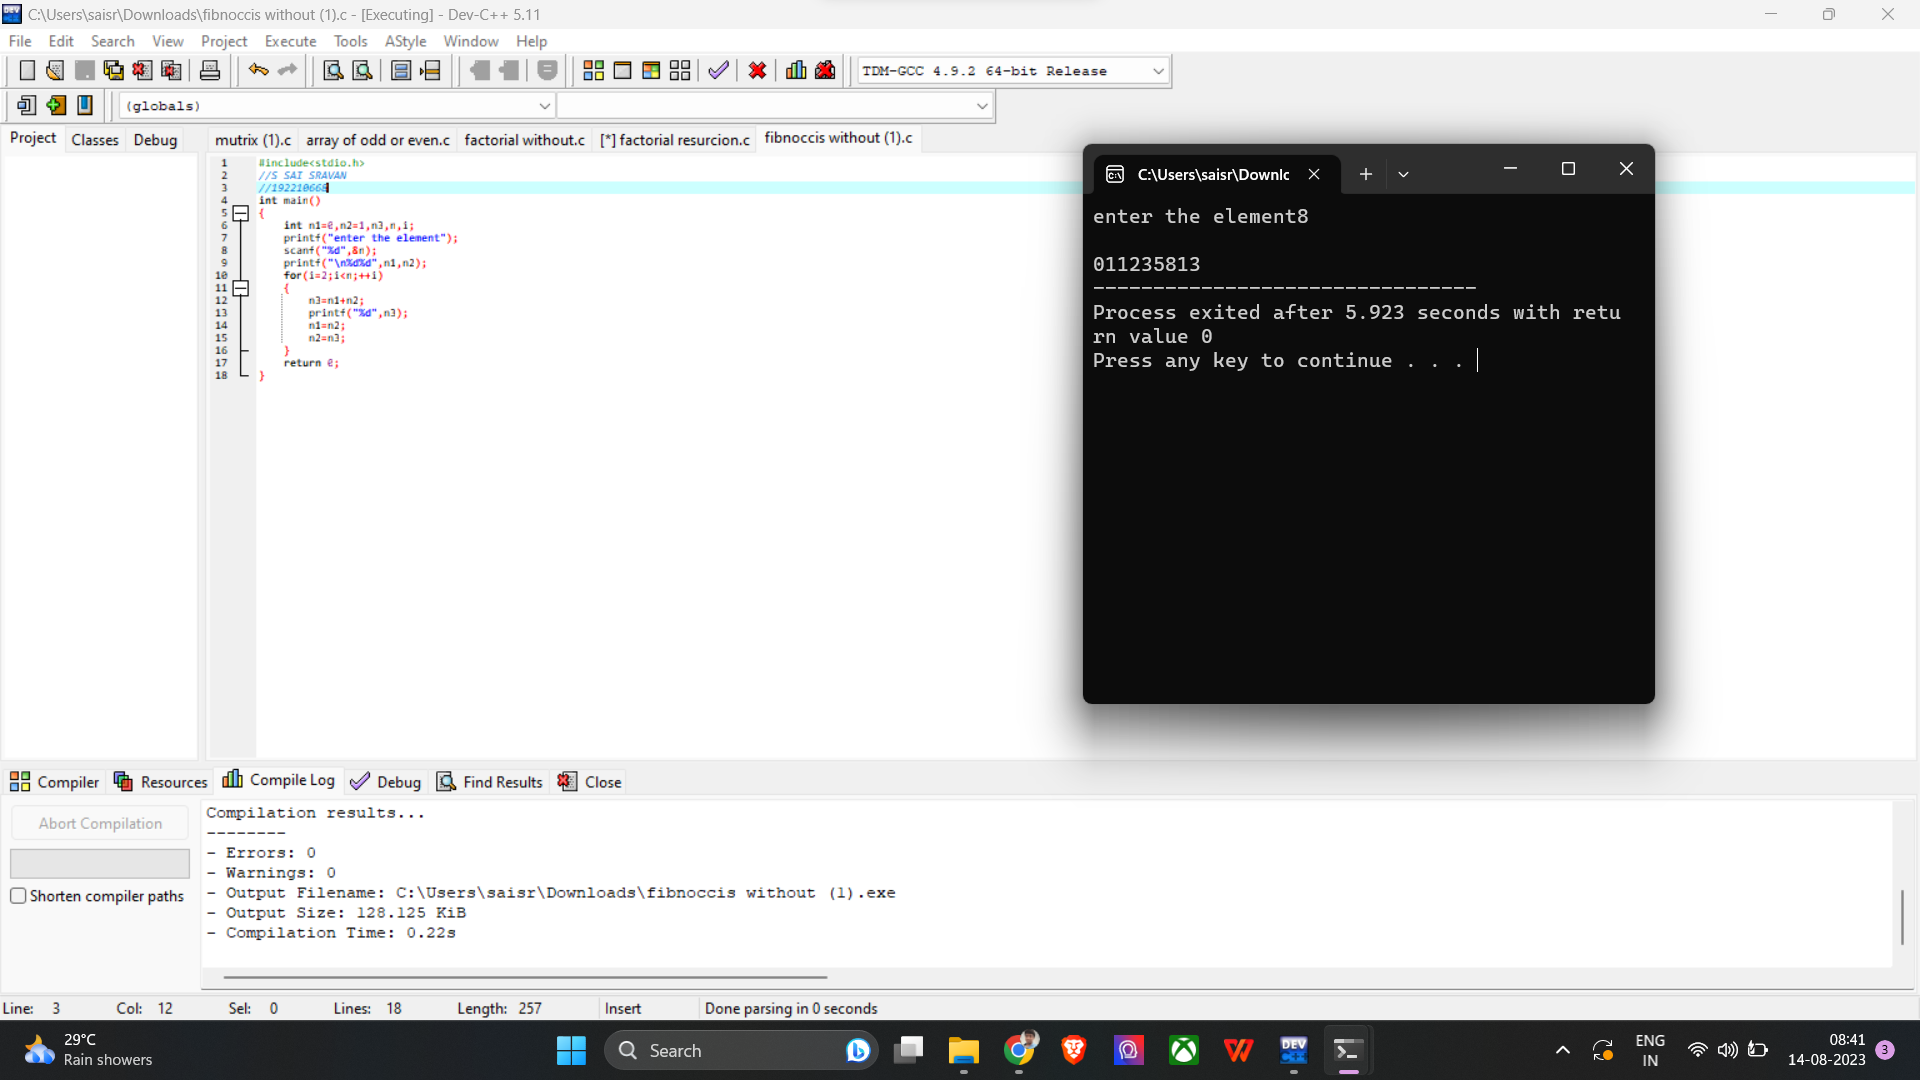 C:\Users\saisr\Downloads\fibnoccis without (1).c - [Executing] - Dev-C++ 5.11
File Edit Search View Project Execute Tools AStyle Window Help
TDM-GCC 4.9.2 64-bit Release
(globals)
Project Classes Debug
mutrix (1).c array of odd or even.c factorial without.c [*] factorial resurcion.c fibnoccis without (1).c
1 #include<stdio.h>
2 //S SAI SRAVAN
3 //192210668
4 int main()
5 {
6 int n1=0,n2=1,n3,n,i;
7 printf("enter the element");
8 scanf("%d",&n);
9 printf("\n%d%d",n1,n2);
10 for(i=2;i<n;++i)
11 {
12 n3=n1+n2;
13 printf("%d",n3);
14 n1=n2;
15 n2=n3;
16 }
17 return 0;
18 }
C:\Users\saisr\Downlc
enter the element8
011235813
--------------------------------
Process exited after 5.923 seconds with retu
rn value 0
Press any key to continue . . .
Compiler Resources Compile Log Debug Find Results Close
Abort Compilation
Shorten compiler paths
Compilation results...
--------
- Errors: 0
- Warnings: 0
- Output Filename: C:\Users\saisr\Downloads\fibnoccis without (1).exe
- Output Size: 128.125 KiB
- Compilation Time: 0.22s
Line: 3 Col: 12 Sel: 0 Lines: 18 Length: 257 Insert Done parsing in 0 seconds
29°C
Rain showers
Search
DEV
ENG
IN
08:41
14-08-2023
3